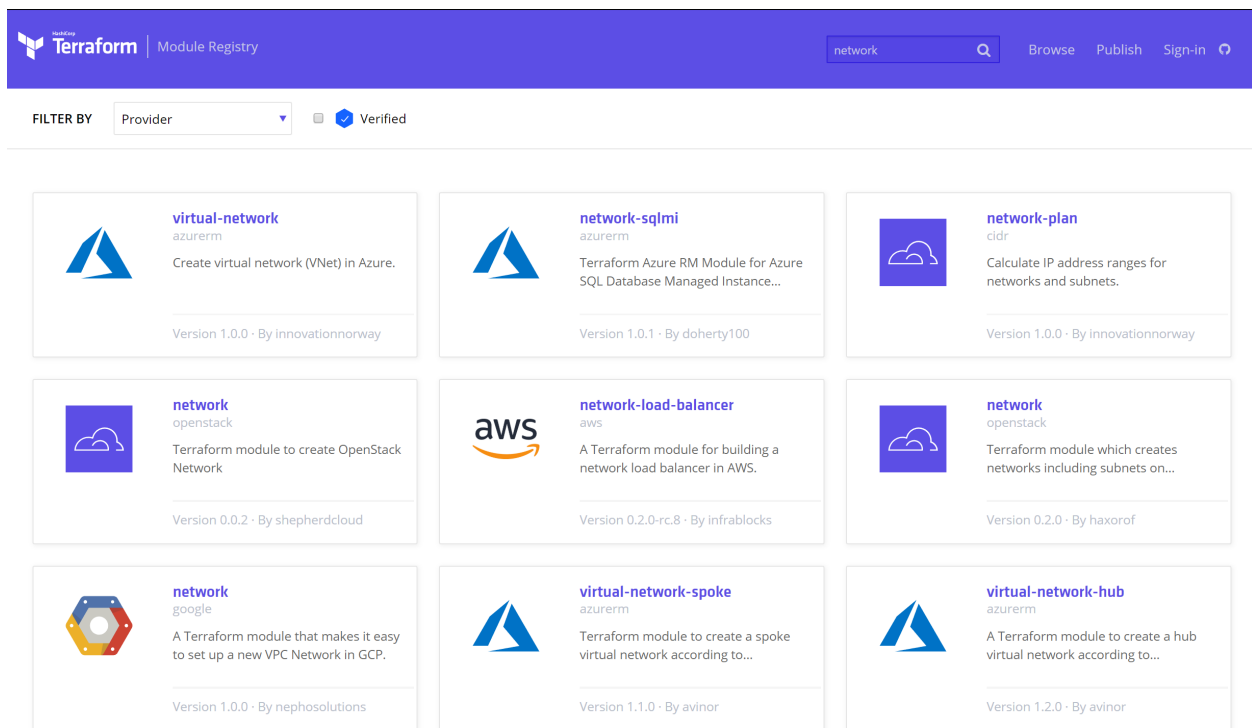 HashiCorp
Terraform
Module Registry
network
Browse
Publish
Sign-in
FILTER BY
Provider
Verified
virtual-network
azurerm
Create virtual network (VNet) in Azure.
Version 1.0.0 · By innovationnorway
network-sqlmi
azurerm
Terraform Azure RM Module for Azure
SQL Database Managed Instance...
Version 1.0.1 · By doherty100
network-plan
cidr
Calculate IP address ranges for
networks and subnets.
Version 1.0.0 · By innovationnorway
network
openstack
Terraform module to create OpenStack
Network
Version 0.0.2 · By shepherdcloud
aws
network-load-balancer
aws
A Terraform module for building a
network load balancer in AWS.
Version 0.2.0-rc.8 · By infrablocks
network
openstack
Terraform module which creates
networks including subnets on...
Version 0.2.0 · By haxorof
network
google
A Terraform module that makes it easy
to set up a new VPC Network in GCP.
Version 1.0.0 · By nephosolutions
virtual-network-spoke
azurerm
Terraform module to create a spoke
virtual network according to...
Version 1.1.0 · By avinor
virtual-network-hub
azurerm
A Terraform module to create a hub
virtual network according to...
Version 1.2.0 · By avinor